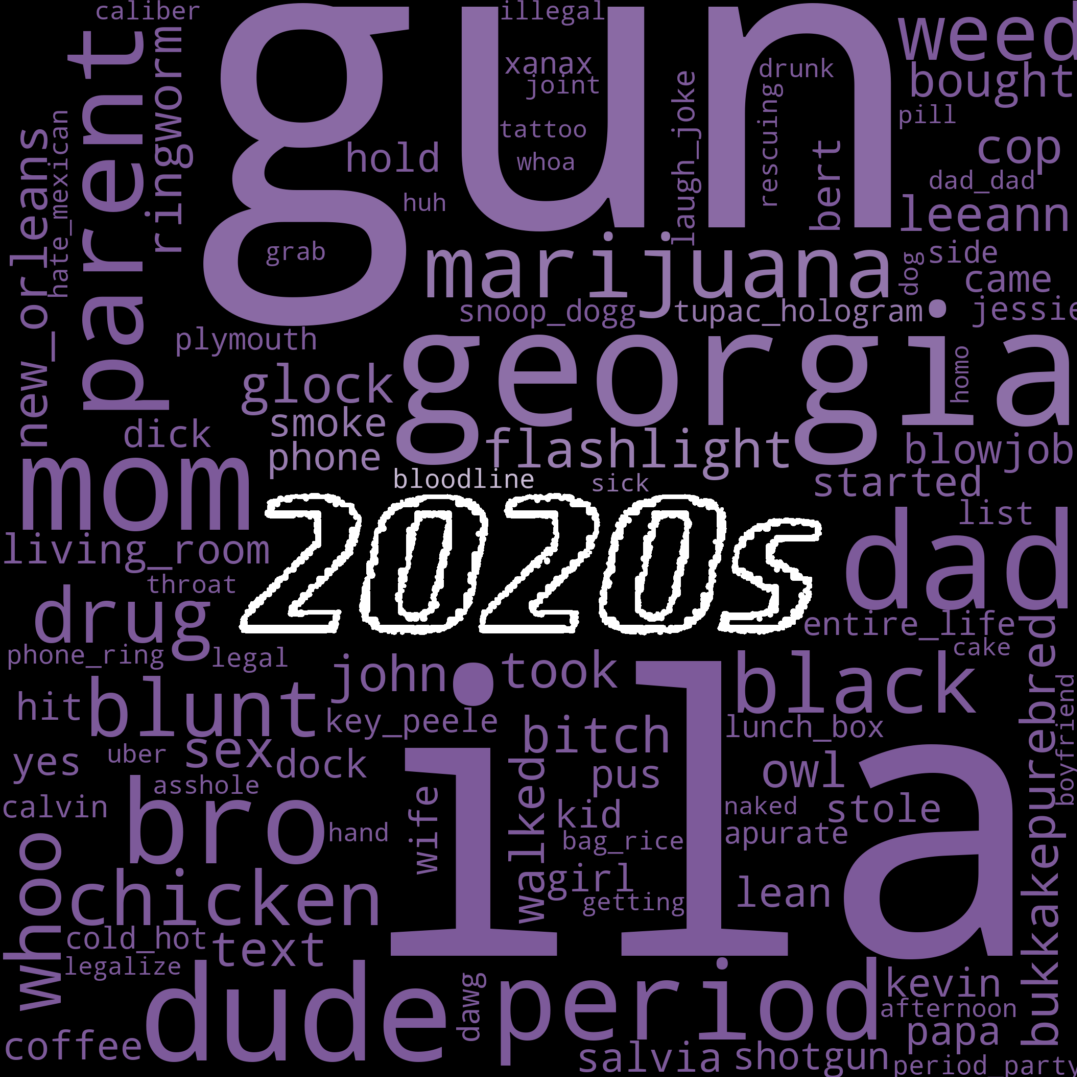 caliber
gun
illegal
weed
parent
ringworm
xanax
joint
drunk
bought
laugh_joke
rescuing
pill
new_orleans
hate_mexican
tattoo
whoa
hold
huh
bert
cop
dad_dad
leeann
grab
marijuana
dog
side
came
snoop_dogg
tupac_hologram
jessie
plymouth
georgia
homo
glock
smoke
phone
flashlight
blowjob
dick
mom
bloodline
sick
started
list
2020s
dad
living_room
throat
drug
entire_life
cake
phone_ring
legal
john
took
black
bukkakepurebred
boyfriend
hit
blunt
key_peele
bitch
lunch_box
ila
yes
uber
sex
dock
pus
owl
asshole
calvin
bro
hand
wife
walked
kid
naked
stole
bag_rice
apurate
whoo
chicken
girl
getting
lean
cold_hot
text
legalize
dude
dawg
period
kevin
afternoon
papa
coffee
salvia
shotgun
period_party